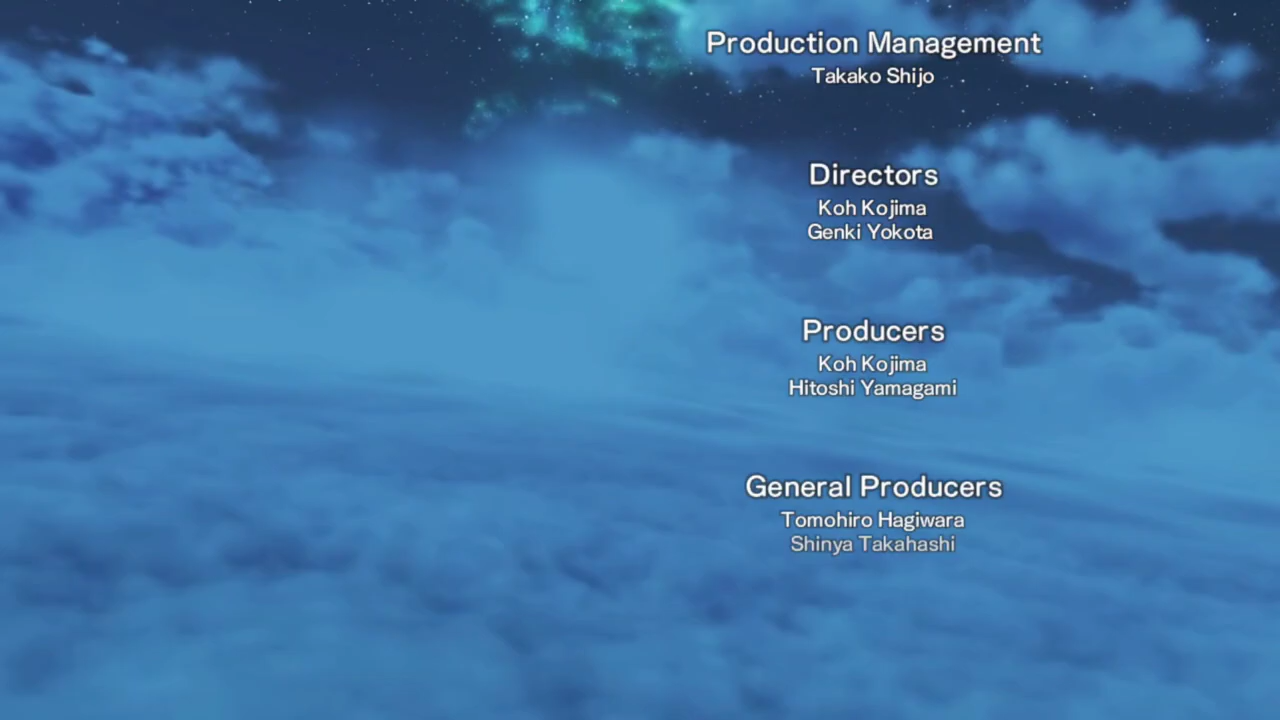 Production Management
Takako Shijo
Directors
Koh Kojima
Genki Yokota
Producers
Koh Kojima
Hitoshi Yamagami
General Producers
Tomohiro Hagiwara
Shinya Takahashi